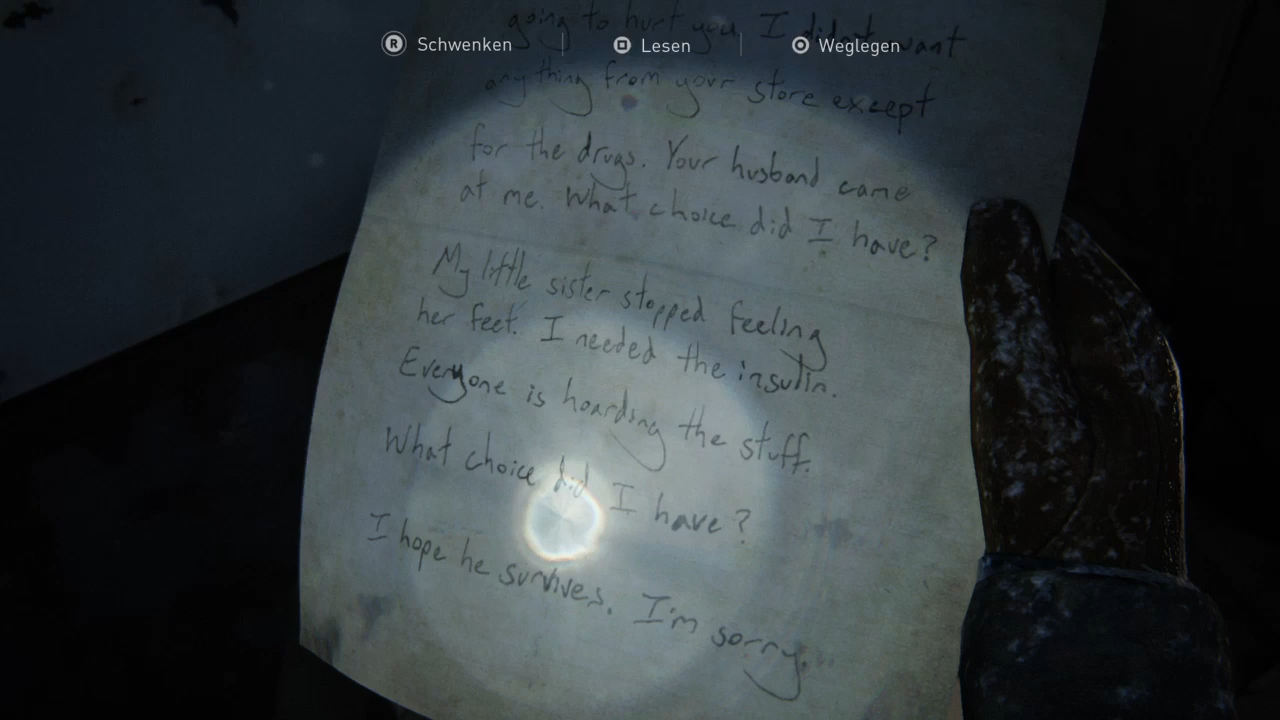 going to hurt you. I didn't want
R Schwenken Lesen Weglegen
anything from your store except
for the drugs. Your husband came
at me. What choice did I have?
My little sister stopped feeling
her feet. I needed the insulin.
Everyone is hoarding the stuff.
What choice did I have?
I hope he survives. I'm sorry.